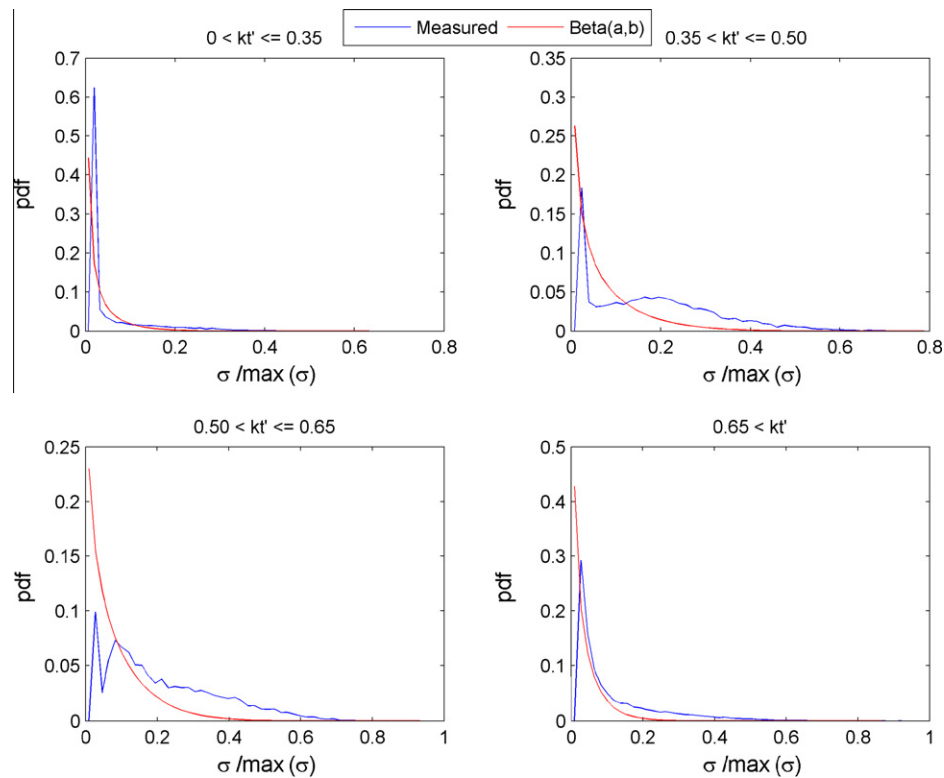 Measured Beta(a,b)
0 < kt' <= 0.35
0.35 < kt' <= 0.50
0.7
0.6
0.5
0.4
0.3
0.2
0.1
0
pdf
0 0.2 0.4 0.6 0.8
σ /max (σ)
0.35
0.3
0.25
0.2
0.15
0.1
0.05
0
pdf
0 0.2 0.4 0.6 0.8
σ /max (σ)
0.50 < kt' <= 0.65
0.25
0.2
0.15
0.1
0.05
0
pdf
0 0.2 0.4 0.6 0.8 1
σ /max (σ)
0.65 < kt'
0.5
0.4
0.3
0.2
0.1
0
pdf
0 0.2 0.4 0.6 0.8 1
σ /max (σ)